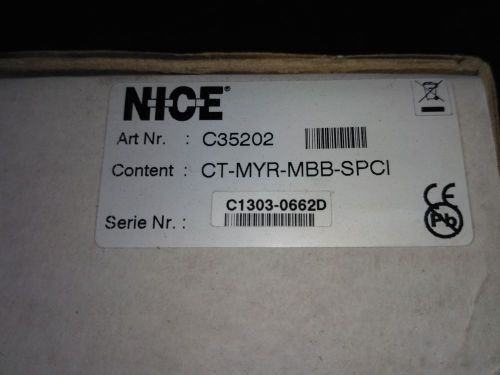 NICE®
Art Nr. : C35202
Content : CT-MYR-MBB-SPCI
Serie Nr. : C1303-0662D
CE
Pb